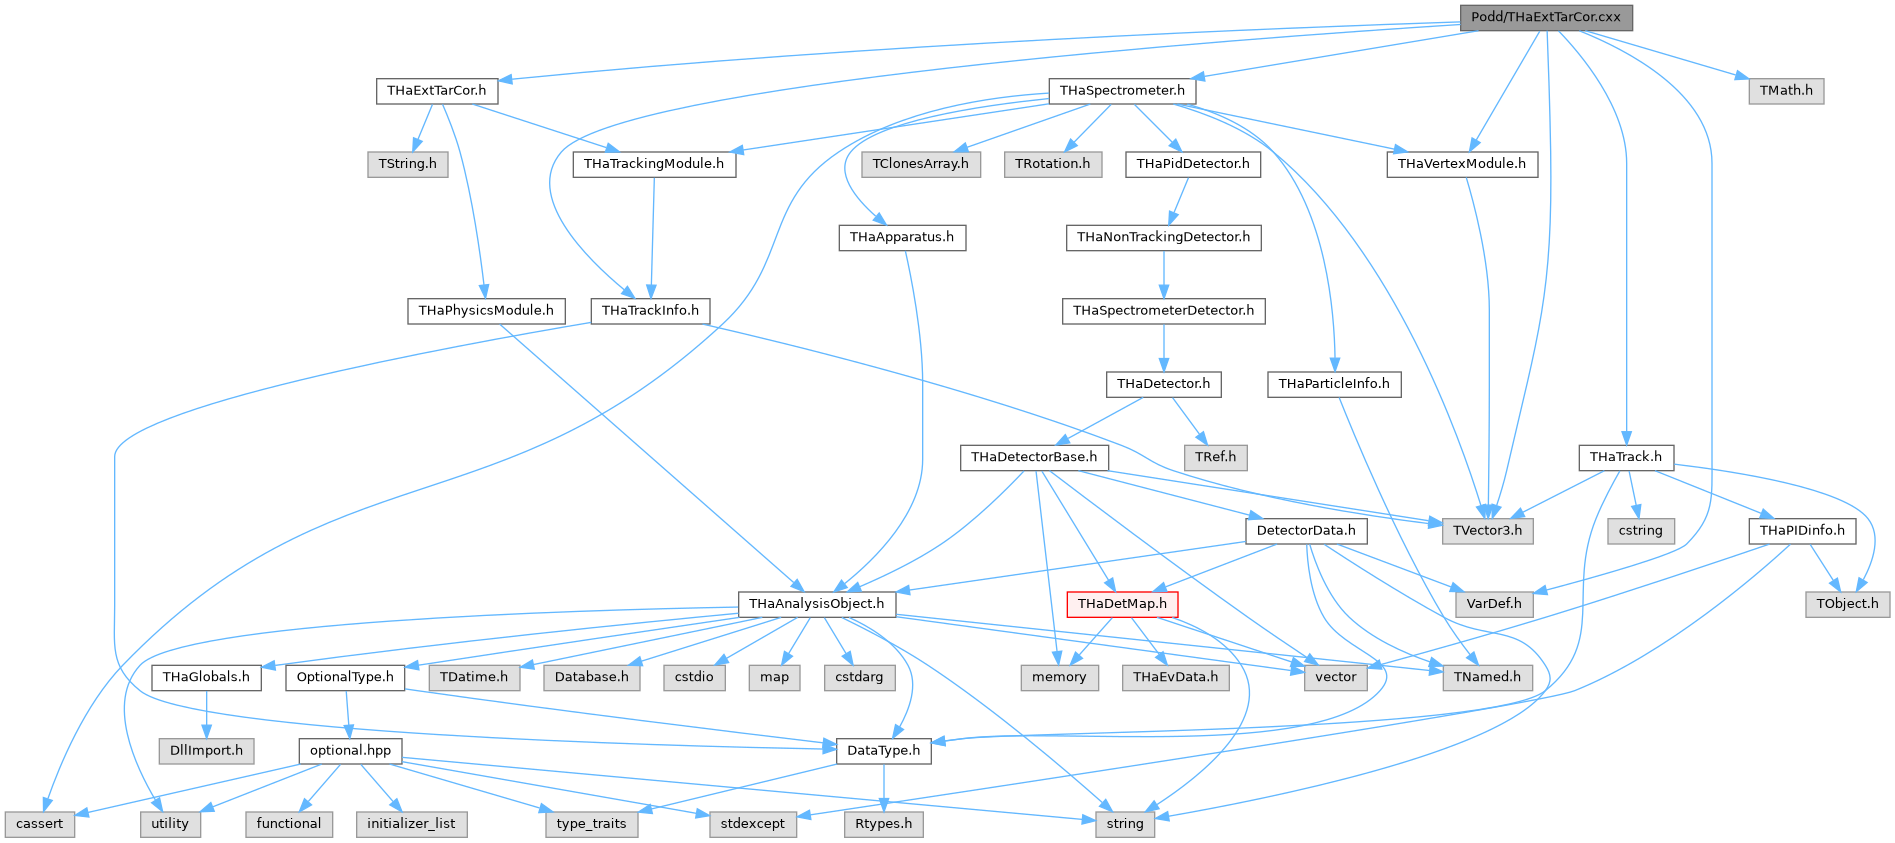 Podd/THaExtTarCor.cxx
THaExtTarCor.h
THaSpectrometer.h
TMath.h
TString.h
THaTrackingModule.h
TClonesArray.h
TRotation.h
THaPidDetector.h
THaVertexModule.h
THaApparatus.h
THaNonTrackingDetector.h
THaPhysicsModule.h
THaTrackInfo.h
THaSpectrometerDetector.h
THaDetector.h
THaParticleInfo.h
THaDetectorBase.h
TRef.h
THaTrack.h
DetectorData.h
TVector3.h
cstring
THaPIDinfo.h
THaAnalysisObject.h
THaDetMap.h
VarDef.h
TObject.h
THaGlobals.h
OptionalType.h
TDatime.h
Database.h
cstdio
map
cstdarg
memory
THaEvData.h
vector
TNamed.h
DllImport.h
optional.hpp
DataType.h
cassert
utility
functional
initializer_list
type_traits
stdexcept
Rtypes.h
string